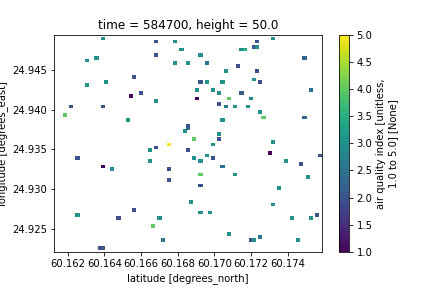 time = 584700, height = 50.0
24.945
24.940
24.935
24.930
24.925
longitude [degrees_east]
60.162 60.164 60.166 60.168 60.170 60.172 60.174
latitude [degrees_north]
5.0
4.5
4.0
3.5
3.0
2.5
2.0
1.5
1.0
air quality index [unitless,
1.0 to 5.0] [None]